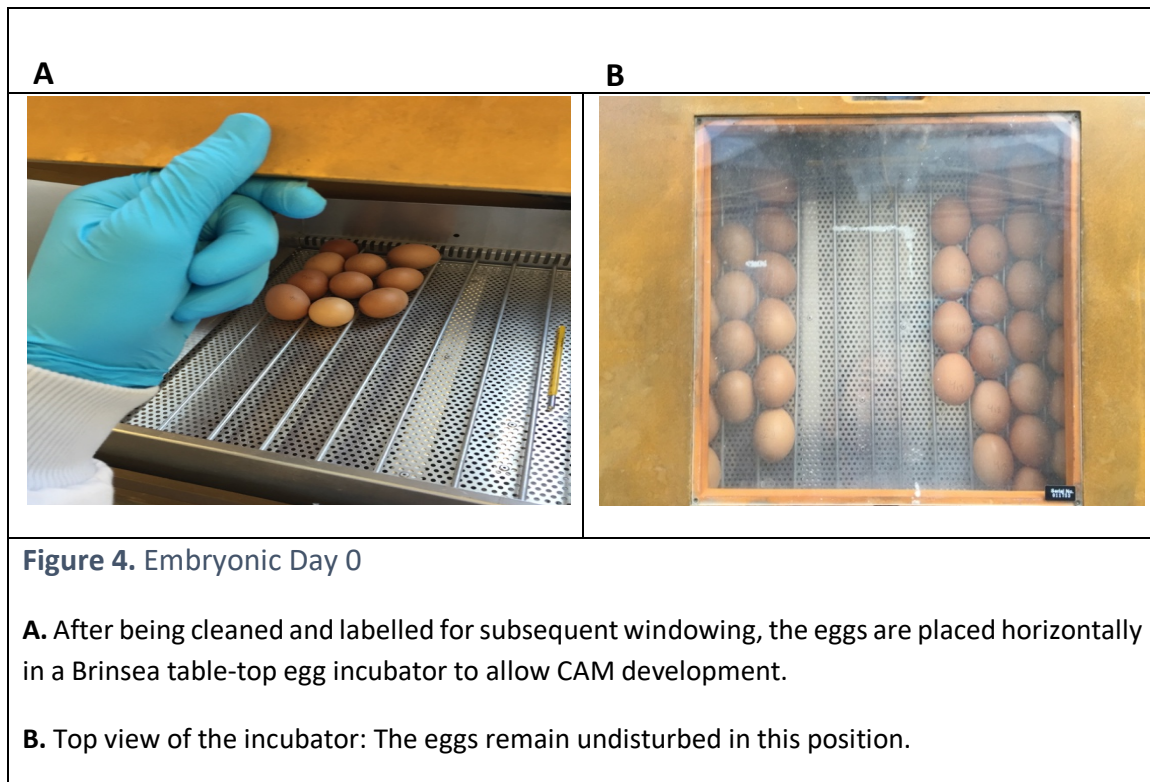 A
B
Serial No.
Figure 4. Embryonic Day 0
A. After being cleaned and labelled for subsequent windowing, the eggs are placed horizontally
in a Brinsea table-top egg incubator to allow CAM development.
B. Top view of the incubator: The eggs remain undisturbed in this position.